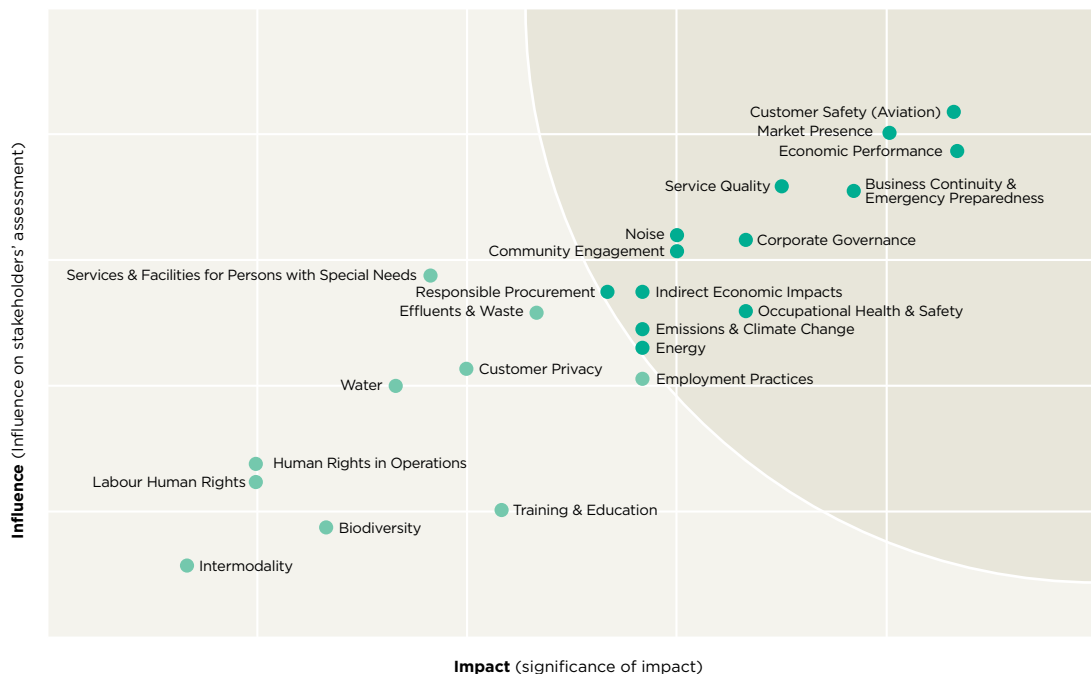 Customer Safety (Aviation)
Market Presence
Economic Performance
Service Quality
Business Continuity &
Emergency Preparedness
Noise
Corporate Governance
Community Engagement
Services & Facilities for Persons with Special Needs
Responsible Procurement
Indirect Economic Impacts
Effluents & Waste
Occupational Health & Safety
Emissions & Climate Change
Energy
Customer Privacy
Employment Practices
Water
Human Rights in Operations
Labour Human Rights
Training & Education
Biodiversity
Intermodality
Influence (Influence on stakeholders’ assessment)
Impact (significance of impact)